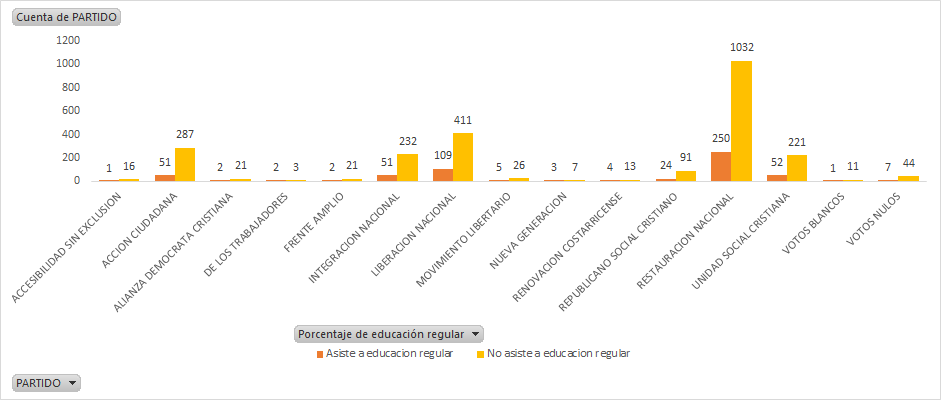 Cuenta de PARTIDO
1200
1000
800
600
400
200
0
1 16
51 287
2 21
2 3
2 21
51 232
109 411
5 26
3 7
4 13
24 91
250 1032
52 221
1 11
7 44
ACCESIBILIDAD SIN EXCLUSION
ACCION CIUDADANA
ALIANZA DEMOCRATA CRISTIANA
DE LOS TRABAJADORES
FRENTE AMPLIO
INTEGRACION NACIONAL
LIBERACION NACIONAL
MOVIMIENTO LIBERTARIO
NUEVA GENERACION
RENOVACION COSTARRICENSE
REPUBLICANO SOCIAL CRISTIANO
RESTAURACION NACIONAL
UNIDAD SOCIAL CRISTIANA
VOTOS BLANCOS
VOTOS NULOS
Porcentaje de educación regular
Asiste a educacion regular No asiste a educacion regular
PARTIDO